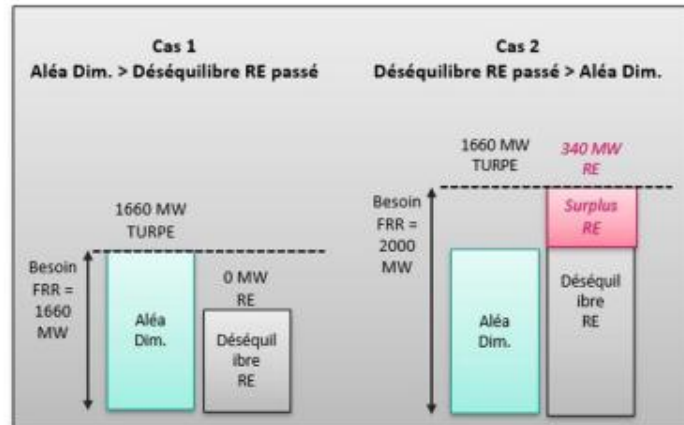 Cas 1
Aléa Dim. > Déséquilibre RE passé
1660 MW
TURPE
Besoin
FRR =
1660
MW
Aléa
Dim.
0 MW
RE
Déséquil
ibre
RE
Cas 2
Déséquilibre RE passé > Aléa Dim.
1660 MW
TURPE
340 MW
RE
Besoin
FRR =
2000
MW
Surplus
RE
Aléa
Dim.
Déséquil
ibre
RE